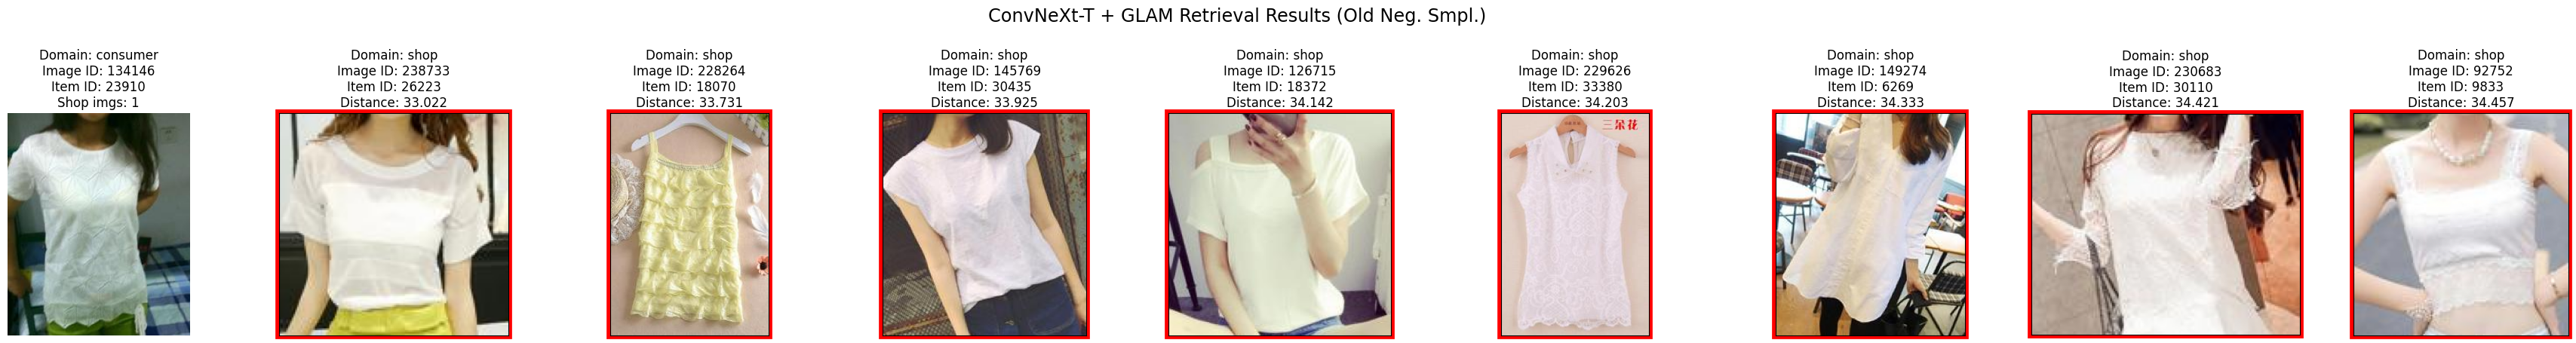 ConvNeXt-T + GLAM Retrieval Results (Old Neg. Smpl.)
Domain: consumer
Image ID: 134146
Item ID: 23910
Shop imgs: 1
Domain: shop
Image ID: 238733
Item ID: 26223
Distance: 33.022
Domain: shop
Image ID: 228264
Item ID: 18070
Distance: 33.731
Domain: shop
Image ID: 145769
Item ID: 30435
Distance: 33.925
Domain: shop
Image ID: 126715
Item ID: 18372
Distance: 34.142
Domain: shop
Image ID: 229626
Item ID: 33380
Distance: 34.203
三朵花
Domain: shop
Image ID: 149274
Item ID: 6269
Distance: 34.333
Domain: shop
Image ID: 230683
Item ID: 30110
Distance: 34.421
Domain: shop
Image ID: 92752
Item ID: 9833
Distance: 34.457